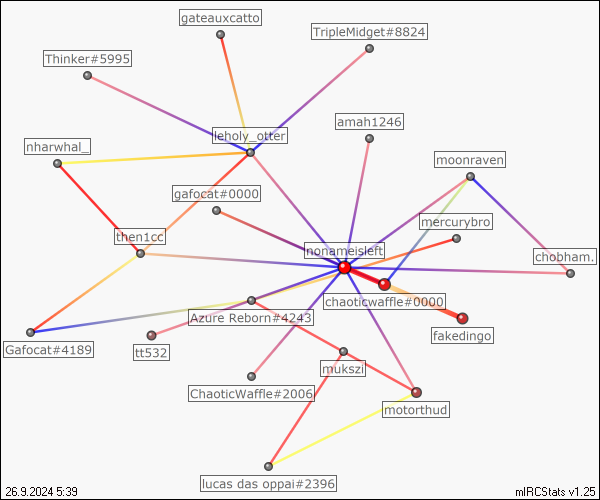 gateauxcatto
TripleMidget#8824
Thinker#5995
amah1246
leholy_otter
nharwhal_
moonraven
gafocat#0000
mercurybro
then1cc
nonameisleft
chobham.
chaoticwaffle#0000
Azure Reborn#4243
fakedingo
Gafocat#4189
tt532
mukszi
ChaoticWaffle#2006
motorthud
lucas das oppai#2396
26.9.2024 5:39
mIRCStats v1.25